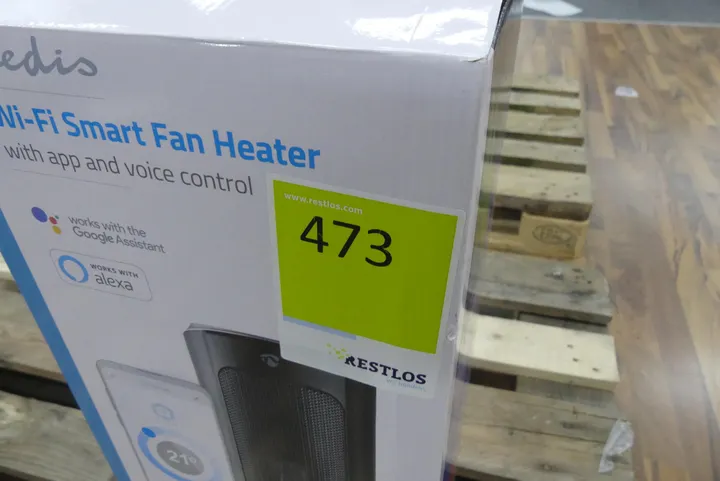 edis
Wi-Fi Smart Fan Heater
with app and voice control
works with the
Google Assistant
WORKS WITH
alexa
www.restlos.com
473
RESTLOS
21°